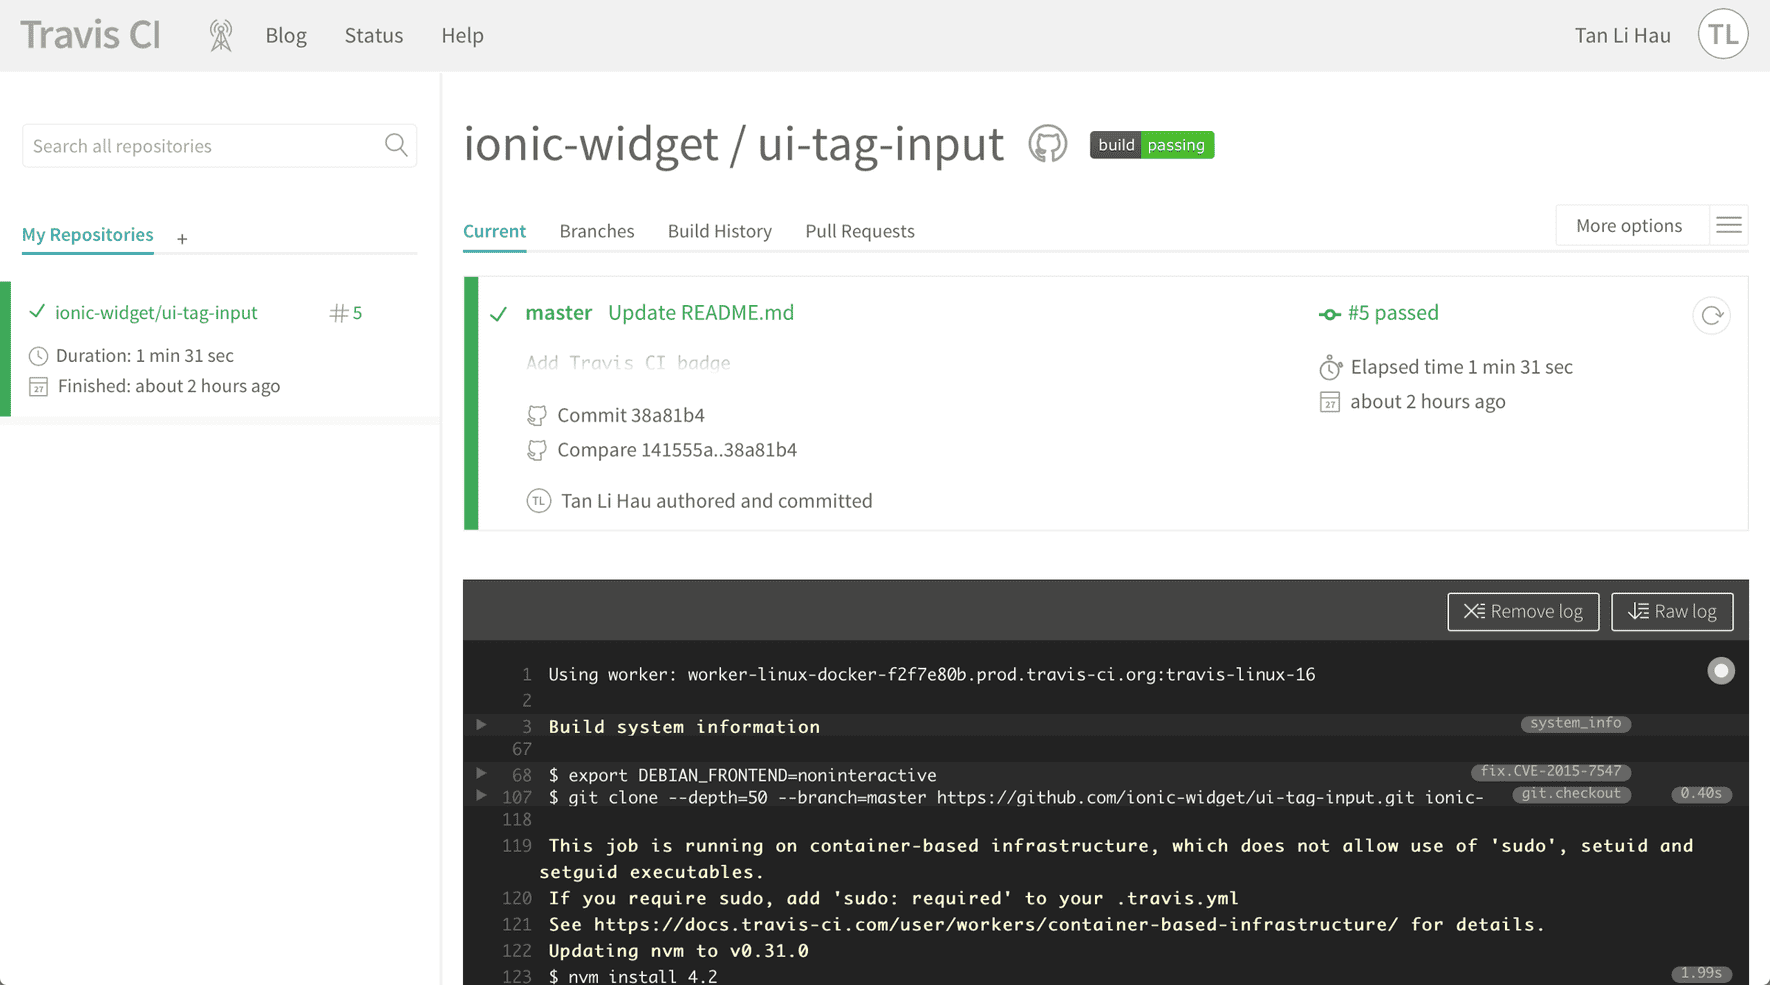 Travis CI
Blog
Status
Help
Tan Li Hau
TL
Search all repositories
My Repositories
+
ionic-widget/ui-tag-input
# 5
Duration: 1 min 31 sec
27
Finished: about 2 hours ago
ionic-widget / ui-tag-input
build passing
Current
Branches
Build History
Pull Requests
More options
master Update README.md
Add Travis CI badge
Commit 38a81b4
Compare 141555a..38a81b4
TL
Tan Li Hau authored and committed
#5 passed
Elapsed time 1 min 31 sec
27
about 2 hours ago
Remove log
Raw log
1 Using worker: worker-linux-docker-f2f7e80b.prod.travis-ci.org:travis-linux-16
2
3 Build system information system_info
67
68 $ export DEBIAN_FRONTEND=noninteractive fix.CVE-2015-7547
107 $ git clone --depth=50 --branch=master https://github.com/ionic-widget/ui-tag-input.git ionic- git.checkout 0.40s
118
119 This job is running on container-based infrastructure, which does not allow use of 'sudo', setuid and
setguid executables.
120 If you require sudo, add 'sudo: required' to your .travis.yml
121 See https://docs.travis-ci.com/user/workers/container-based-infrastructure/ for details.
122 Updating nvm to v0.31.0
123 $ nvm install 4.2 1.99s